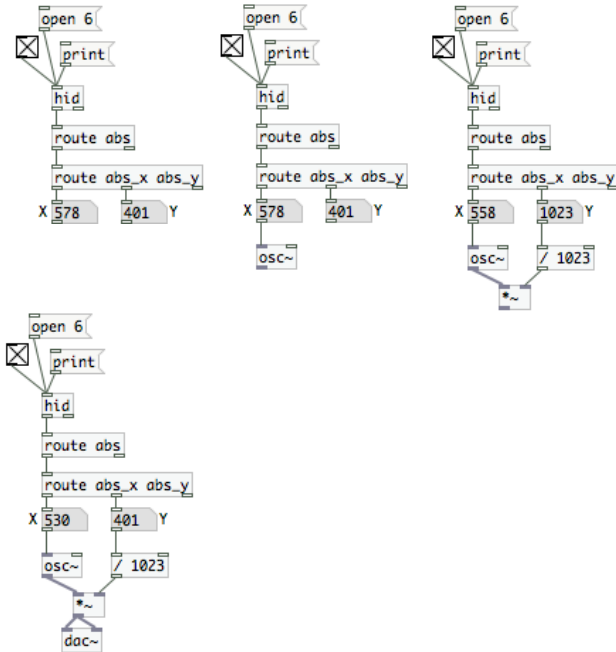 open 6
print
hid
route abs
route abs_x abs_y
X 578 401 Y
open 6
print
hid
route abs
route abs_x abs_y
X 578 401 Y
osc~
open 6
print
hid
route abs
route abs_x abs_y
X 558 1023 Y
osc~ / 1023
*~
open 6
print
hid
route abs
route abs_x abs_y
X 530 401 Y
osc~ / 1023
*~
dac~